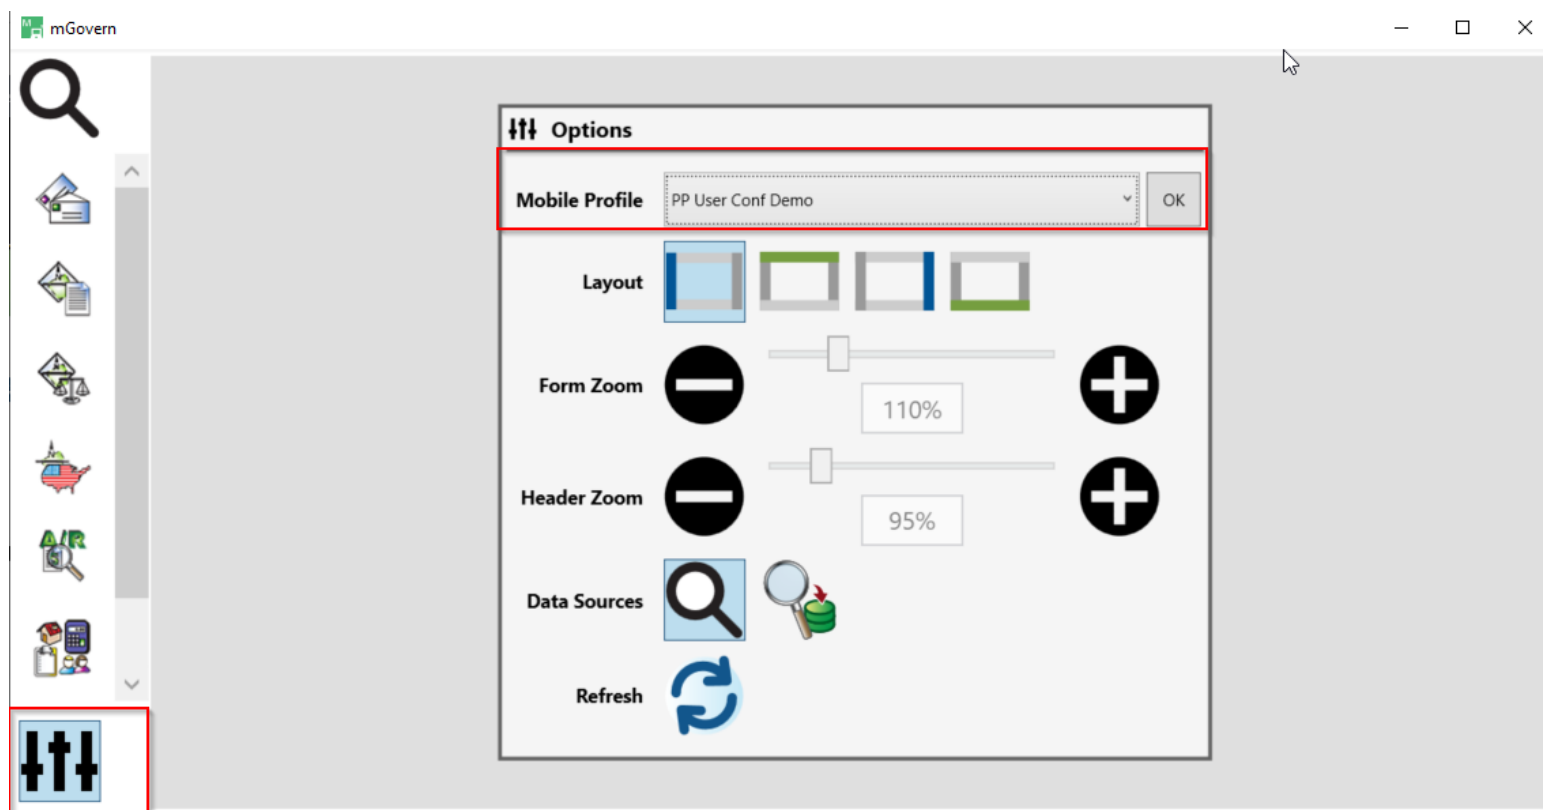 mGovern
Options
Mobile Profile PP User Conf Demo OK
Layout
Form Zoom
110%
Header Zoom
95%
Data Sources
A/R
Refresh